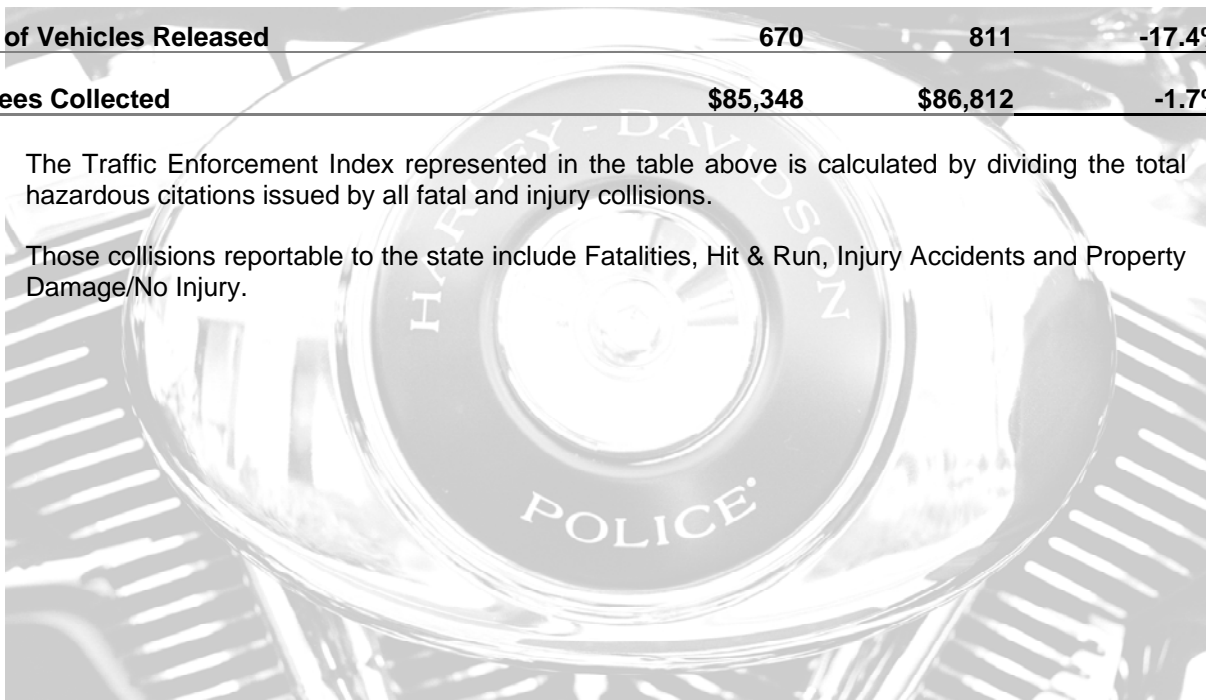 of Vehicles Released 670 811 -17.4
ees Collected $85,348 $86,812 -1.7
The Traffic Enforcement Index represented in the table above is calculated by dividing the total
hazardous citations issued by all fatal and injury collisions.
Those collisions reportable to the state include Fatalities, Hit & Run, Injury Accidents and Property
Damage/No Injury.
HARLEY - DAVIDSON
POLICE